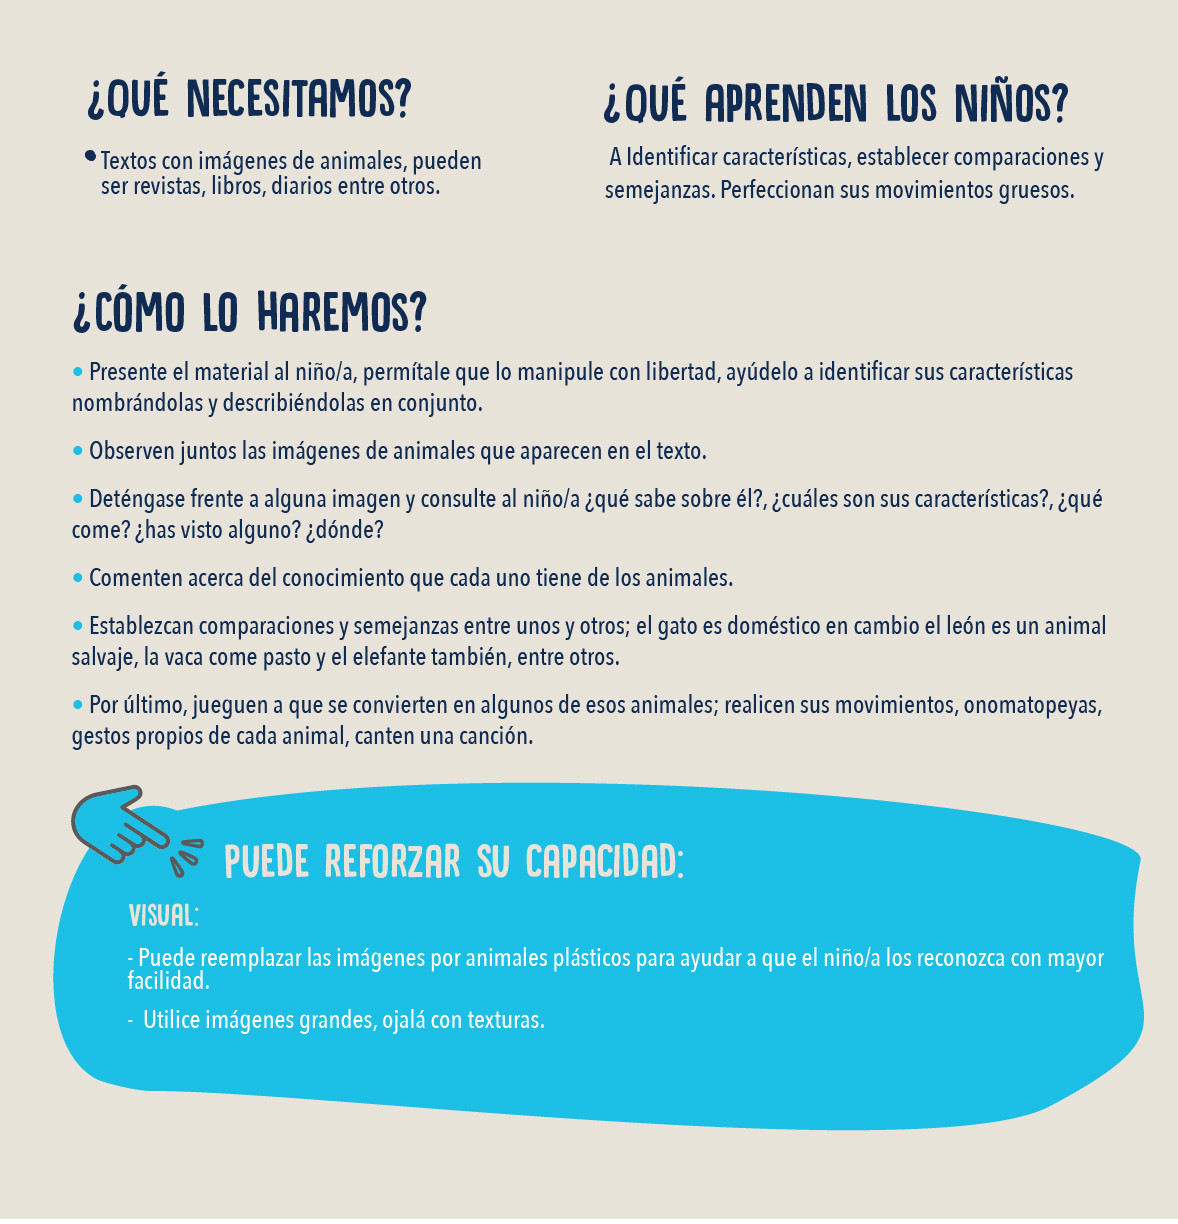 ¿QUÉ NECESITAMOS?
• Textos con imágenes de animales, pueden
ser revistas, libros, diarios entre otros.
¿QUÉ APRENDEN LOS NIÑOS?
A Identificar características, establecer comparaciones y
semejanzas. Perfeccionan sus movimientos gruesos.
¿CÓMO LO HAREMOS?
• Presente el material al niño/a, permítale que lo manipule con libertad, ayúdelo a identificar sus características
nombrándolas y describiéndolas en conjunto.
• Observen juntos las imágenes de animales que aparecen en el texto.
• Deténgase frente a alguna imagen y consulte al niño/a ¿qué sabe sobre él?, ¿cuáles son sus características?, ¿qué
come? ¿has visto alguno? ¿dónde?
• Comenten acerca del conocimiento que cada uno tiene de los animales.
• Establezcan comparaciones y semejanzas entre unos y otros; el gato es doméstico en cambio el león es un animal
salvaje, la vaca come pasto y el elefante también, entre otros.
• Por último, jueguen a que se convierten en algunos de esos animales; realicen sus movimientos, onomatopeyas,
gestos propios de cada animal, canten una canción.
PUEDE REFORZAR SU CAPACIDAD:
VISUAL:
- Puede reemplazar las imágenes por animales plásticos para ayudar a que el niño/a los reconozca con mayor
facilidad.
- Utilice imágenes grandes, ojalá con texturas.